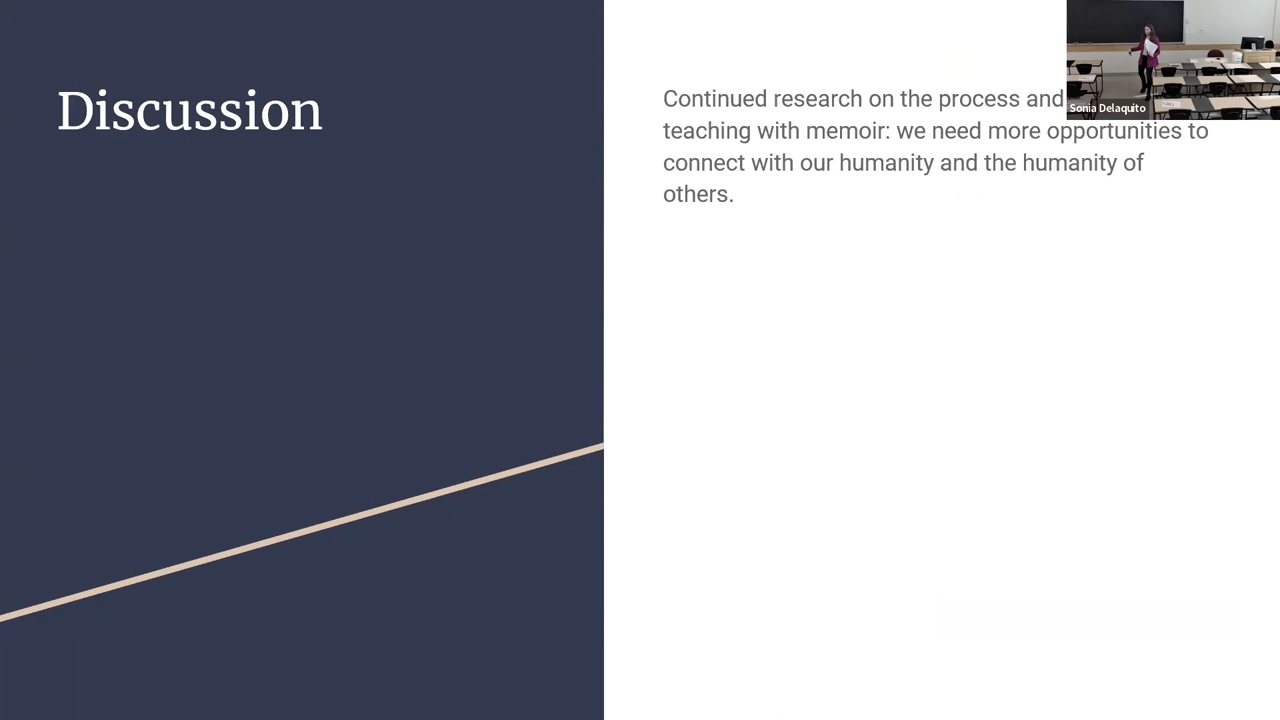 Discussion
Continued research on the process and
teaching with memoir: we need more opportunities to
connect with our humanity and the humanity of
others.
Sonia Delaquito